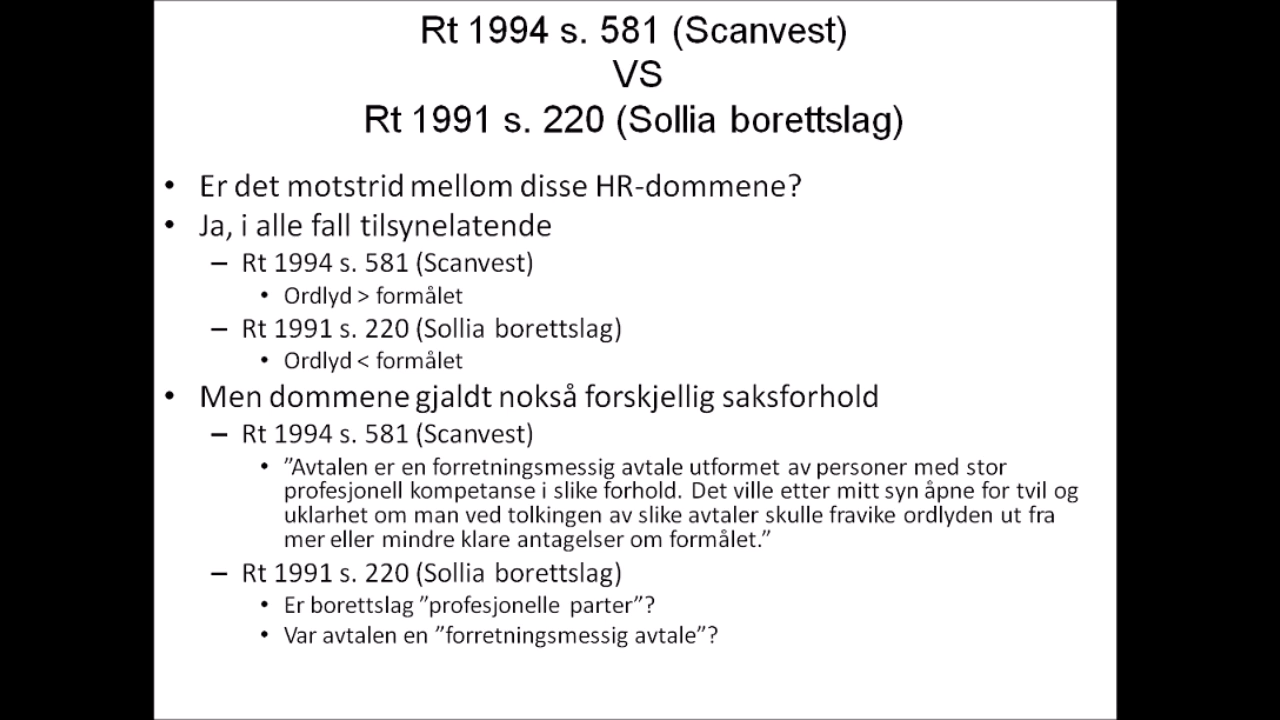 Rt 1994 s. 581 (Scanvest)
VS
Rt 1991 s. 220 (Sollia borettslag)
• Er det motstrid mellom disse HR-dommene?
• Ja, i alle fall tilsynelatende
– Rt 1994 s. 581 (Scanvest)
• Ordlyd > formålet
– Rt 1991 s. 220 (Sollia borettslag)
• Ordlyd < formålet
• Men dommene gjaldt nokså forskjellig saksforhold
– Rt 1994 s. 581 (Scanvest)
• ”Avtalen er en forretningsmessig avtale utformet av personer med stor
profesjonell kompetanse i slike forhold. Det ville etter mitt syn åpne for tvil og
uklarhet om man ved tolkingen av slike avtaler skulle fravike ordlyden ut fra
mer eller mindre klare antagelser om formålet.”
– Rt 1991 s. 220 (Sollia borettslag)
• Er borettslag ”profesjonelle parter”?
• Var avtalen en ”forretningsmessig avtale”?